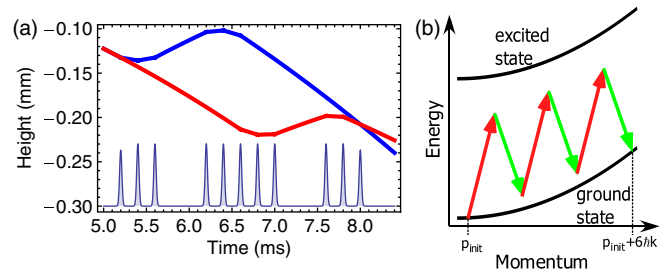 (a)
−0.10
−0.15
−0.20
−0.25
−0.30
Height (mm)
5.0 5.5 6.0 6.5 7.0 7.5 8.0
Time (ms)
(b)
excited
state
Energy
ground
state
p_init
p_init+6ℏk
Momentum